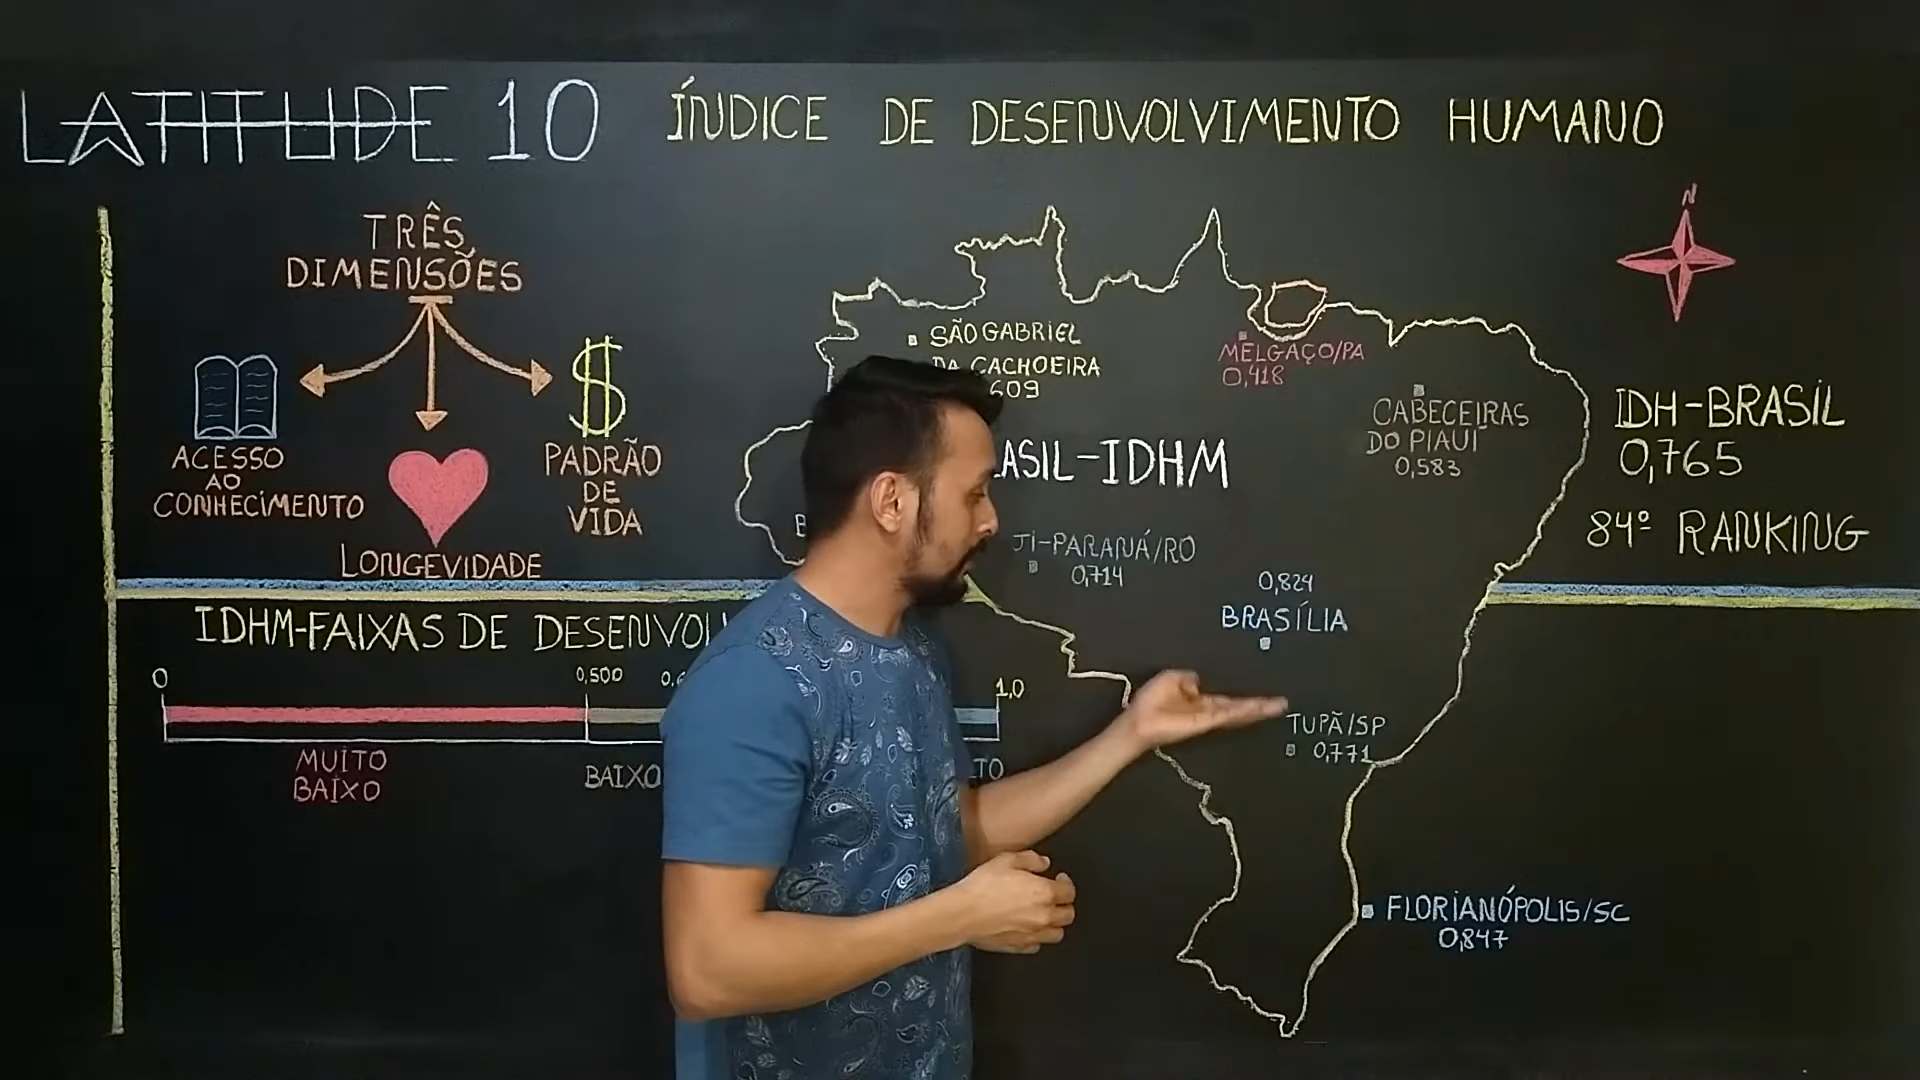 LATITUDE 10
ÍNDICE DE DESENVOLVIMENTO HUMANO
TRÊS
DIMENSÕES
ACESSO
AO
CONHECIMENTO
LONGEVIDADE
PADRÃO
DE
VIDA
IDHM-FAIXAS DE
0
0,500
1,0
MUITO
BAIXO
BAIXO
N
SÃO GABRIEL
DA CACHOEIRA
609
MELGAÇO/PA
0,418
CABECEIRAS
DO PIAUÍ
0,583
ASIL-IDHM
JI-PARANÁ/RO
0,714
0,824
BRASÍLIA
TUPÃ/SP
0,771
FLORIANÓPOLIS/SC
0,847
IDH-BRASIL
0,765
84º RANKING